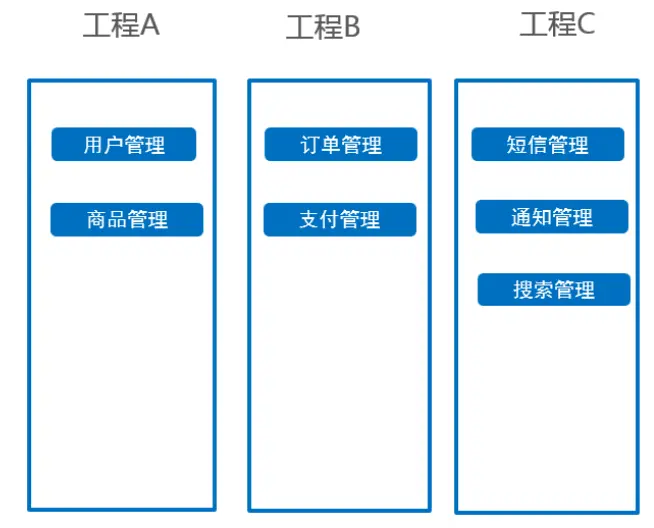 工程A
工程B
工程C
用户管理
订单管理
短信管理
商品管理
支付管理
通知管理
搜索管理